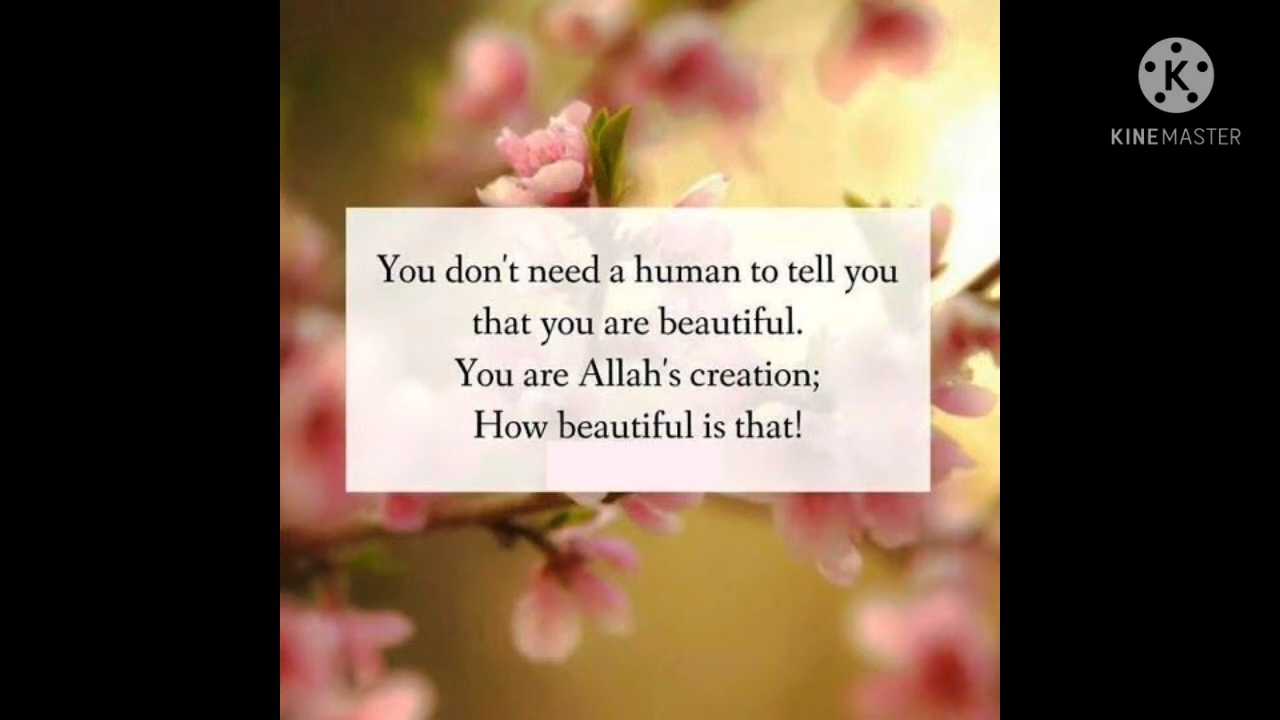 You don't need a human to tell you
that you are beautiful.
You are Allah's creation;
How beautiful is that!
K
KINEMASTER